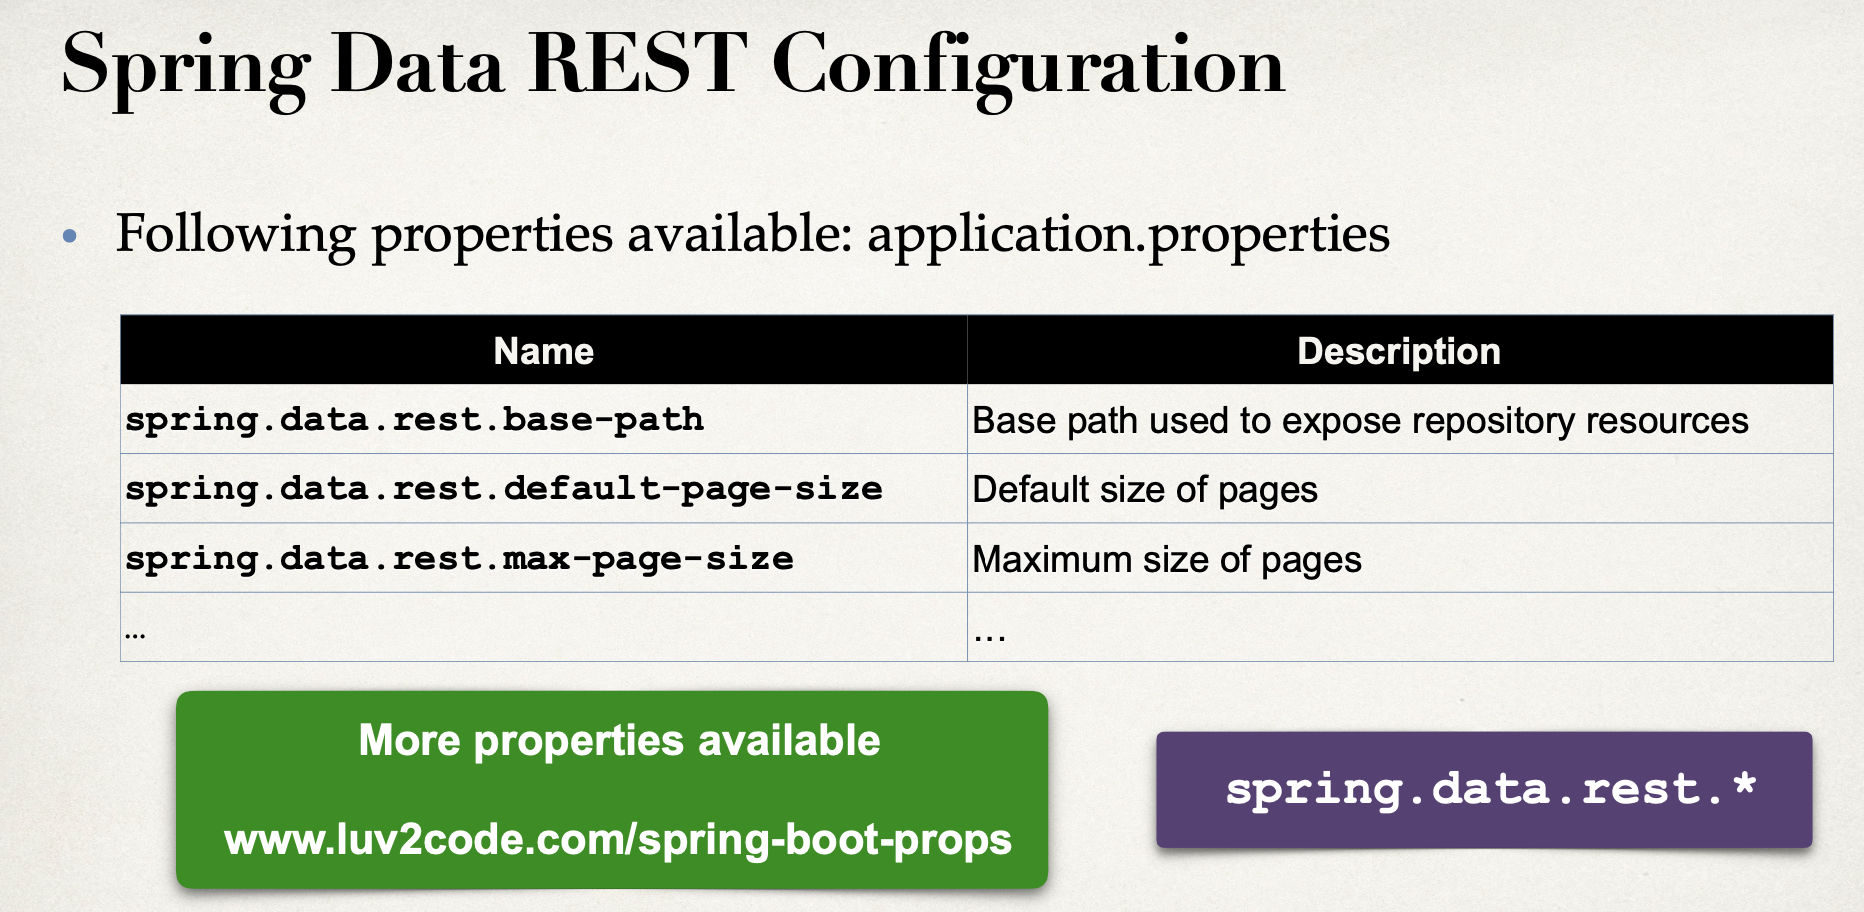 Spring Data REST Configuration
• Following properties available: application.properties
Name Description
spring.data.rest.base-path Base path used to expose repository resources
spring.data.rest.default-page-size Default size of pages
spring.data.rest.max-page-size Maximum size of pages
... ...
More properties available
www.luv2code.com/spring-boot-props
spring.data.rest.*